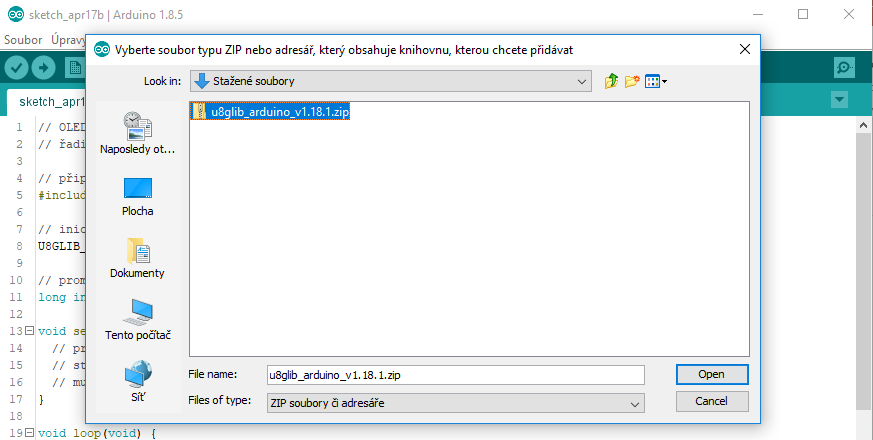 sketch_apr17b | Arduino 1.8.5
Soubor Úpravy
Vyberte soubor typu ZIP nebo adresář, který obsahuje knihovnu, kterou chcete přidávat
Look in:
Stažené soubory
sketch_apr1
u8glib_arduino_v1.18.1.zip
Naposledy ot...
Plocha
Dokumenty
Tento počítač
Síť
1 // OLED
2 // řadi
3
4 // přip
5 #includ
6
7 // inic
8 U8GLIB_
9
10 // prom
11 long in
12
13 void se
14 // pr
15 // st
16 // mu
17 }
18
19 void loop(void) {
File name: u8glib_arduino_v1.18.1.zip
Open
Files of type: ZIP soubory či adresáře
Cancel